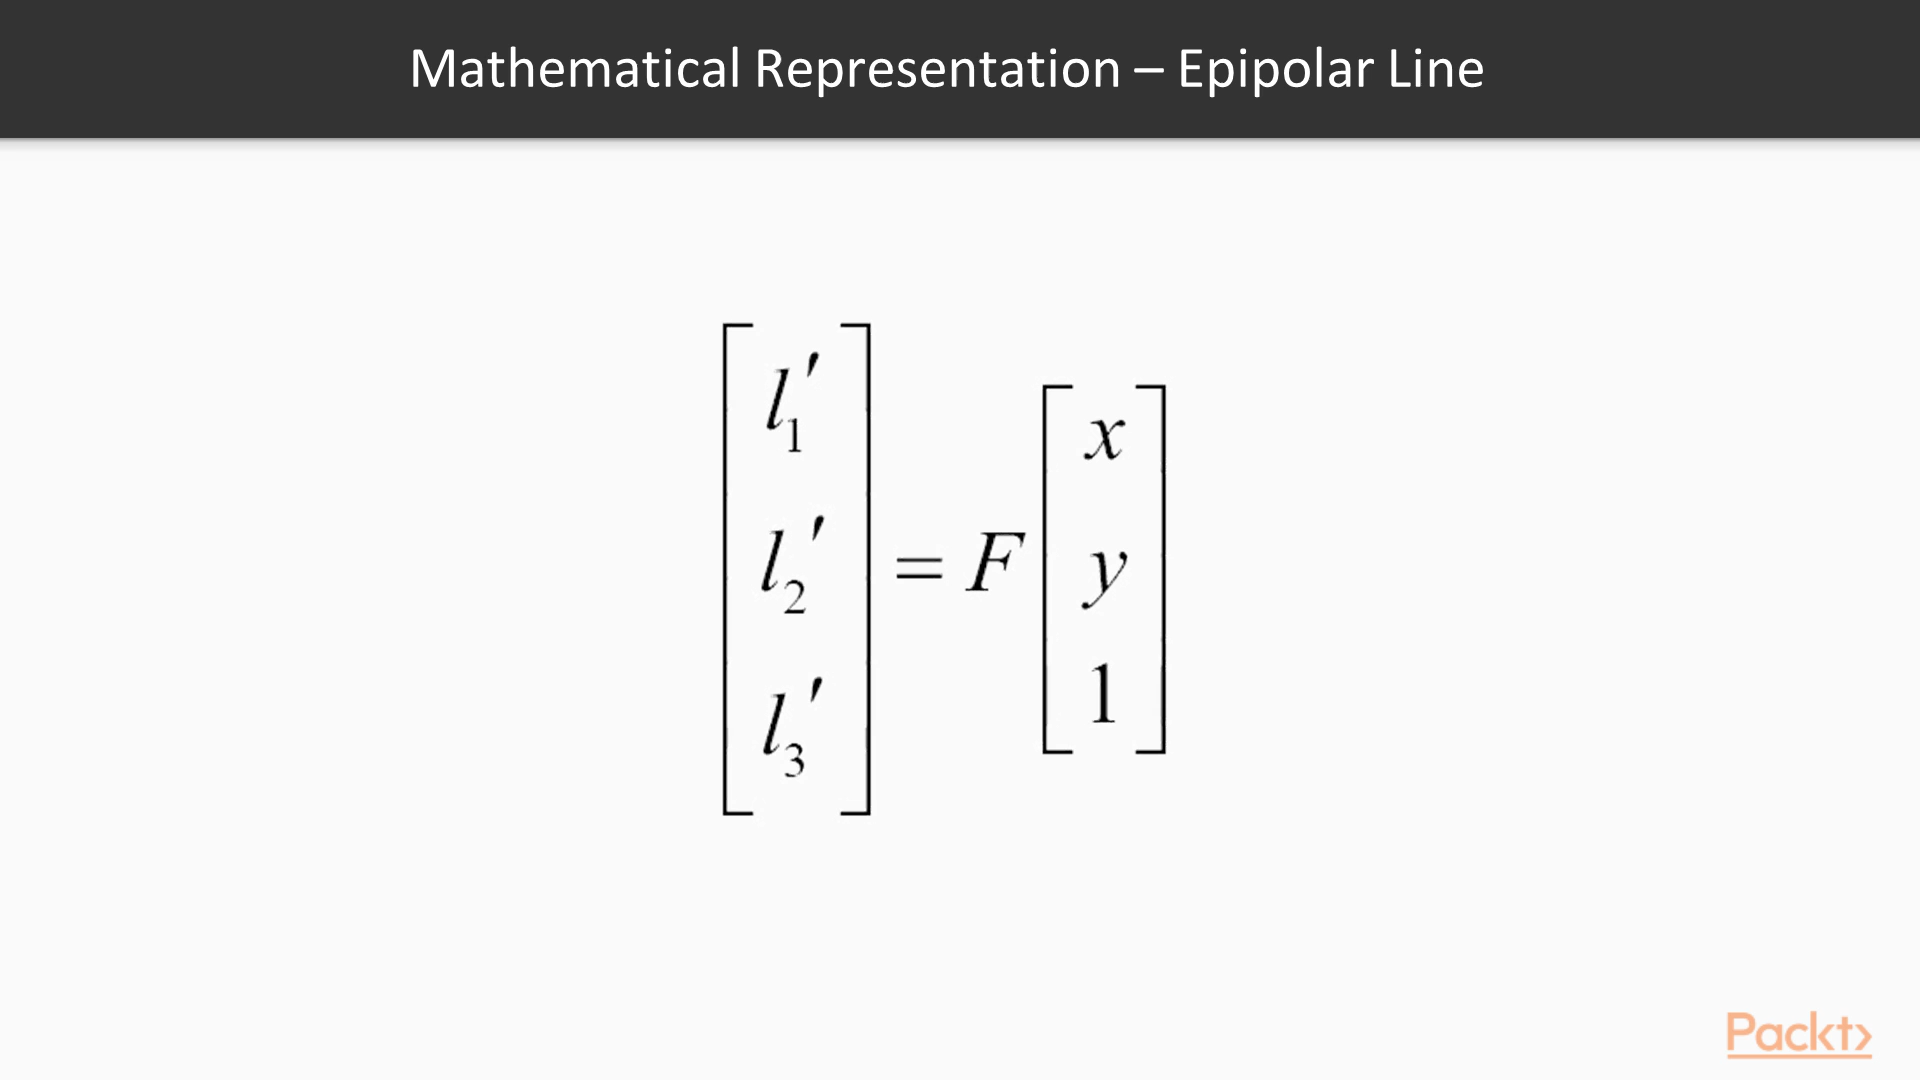 Mathematical Representation – Epipolar Line
[ l₁′ ] [ x ]
[ l₂′ ] = F [ y ]
[ l₃′ ] [ 1 ]
Packt>